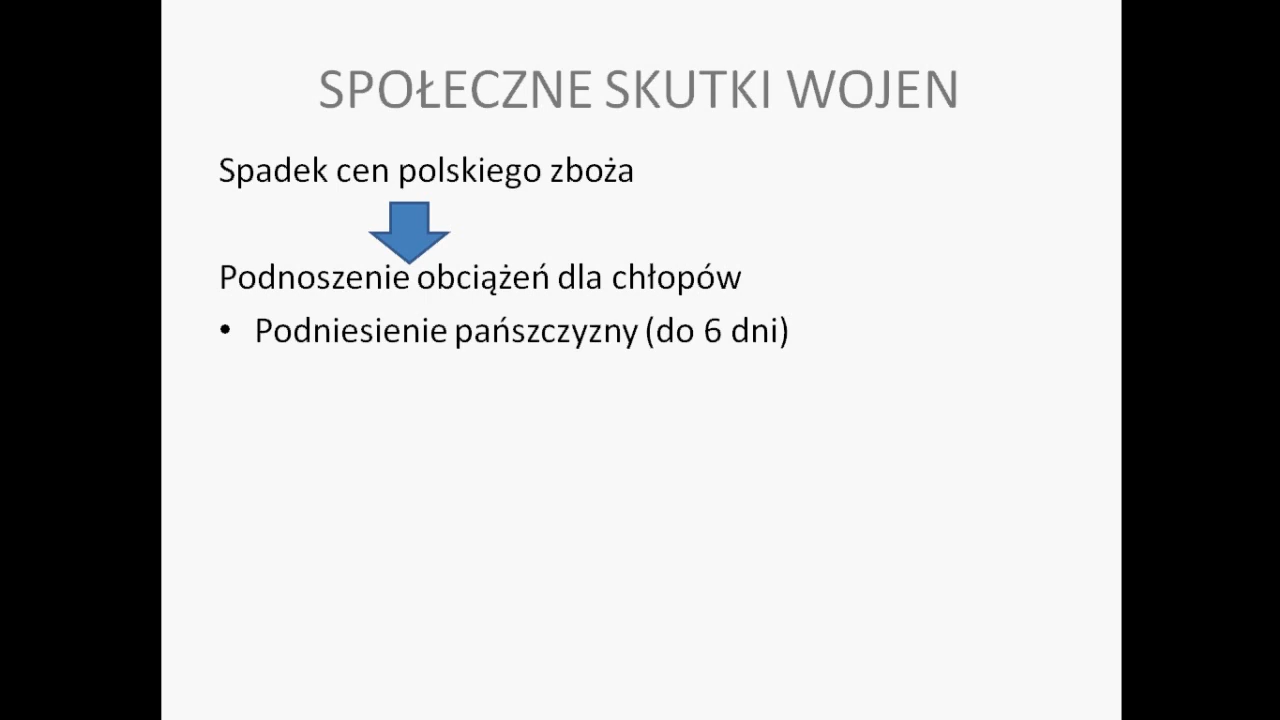 SPOŁECZNE SKUTKI WOJEN
Spadek cen polskiego zboża
Podnoszenie obciążeń dla chłopów
• Podniesienie pańszczyzny (do 6 dni)